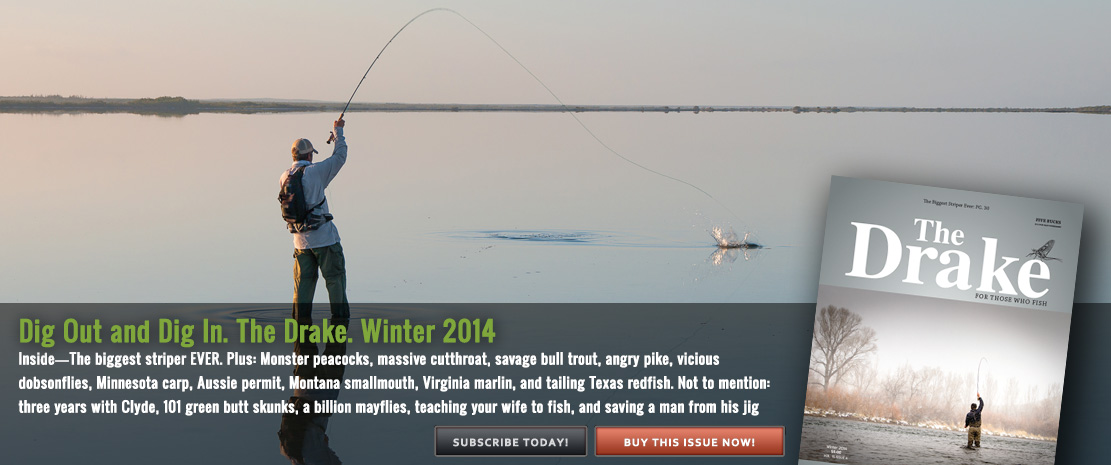 Dig Out and Dig In. The Drake. Winter 2014
Inside—The biggest striper EVER. Plus: Monster peacocks, massive cutthroat, savage bull trout, angry pike, vicious
dobsonflies, Minnesota carp, Aussie permit, Montana smallmouth, Virginia marlin, and tailing Texas redfish. Not to mention:
three years with Clyde, 101 green butt skunks, a billion mayflies, teaching your wife to fish, and saving a man from his jig
SUBSCRIBE TODAY!
BUY THIS ISSUE NOW!
The Biggest Striper Ever: PG. 50
FIVE BUCKS
The
Drake
FOR THOSE WHO FISH